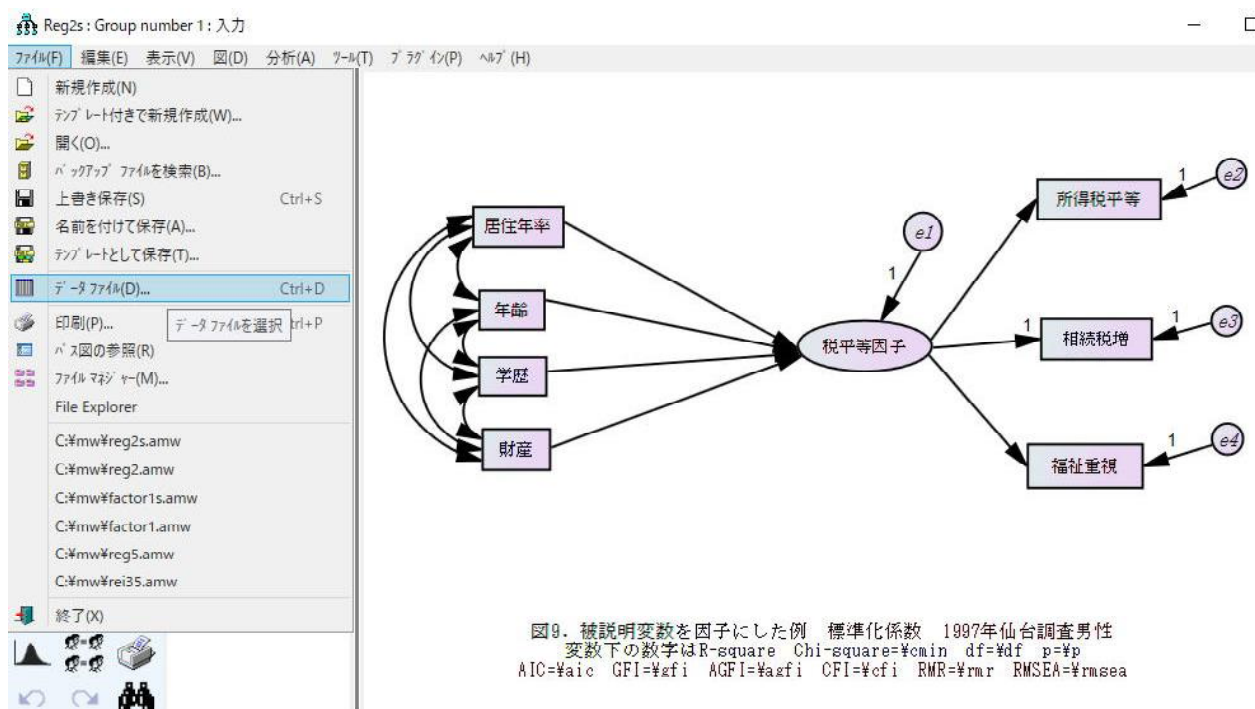 Reg2s : Group number 1 : 入力
ﾌｧｲﾙ(F) 編集(E) 表示(V) 図(D) 分析(A) ﾂｰﾙ(T) ﾌﾟﾗｸﾞｲﾝ(P) ﾍﾙﾌﾟ(H)
新規作成(N)
ﾃﾝﾌﾟﾚｰﾄ付きで新規作成(W)...
開く(O)...
ﾊﾞｯｸｱｯﾌﾟ ﾌｧｲﾙを検索(B)...
上書き保存(S) Ctrl+S
名前を付けて保存(A)...
ﾃﾝﾌﾟﾚｰﾄとして保存(T)...
ﾃﾞｰﾀ ﾌｧｲﾙ(D)... Ctrl+D
印刷(P)... trl+P
ﾃﾞｰﾀ ﾌｧｲﾙを選択
ﾊﾟｽ図の参照(R)
ﾌｧｲﾙ ﾏﾈｼﾞｬｰ(M)...
File Explorer
C:¥mw¥reg2s.amw
C:¥mw¥reg2.amw
C:¥mw¥factor1s.amw
C:¥mw¥factor1.amw
C:¥mw¥reg5.amw
C:¥mw¥rei35.amw
終了(X)
居住年率
年齢
学歴
財産
e1
1
税平等因子
所得税平等
1
e2
1
相続税増
1
e3
福祉重視
1
e4
図9. 被説明変数を因子にした例 標準化係数 1997年仙台調査男性
変数下の数字はR-square Chi-square=¥cmin df=¥df p=¥p
AIC=¥aic GFI=¥gfi AGFI=¥agfi CFI=¥cfi RMR=¥rmr RMSEA=¥rmsea